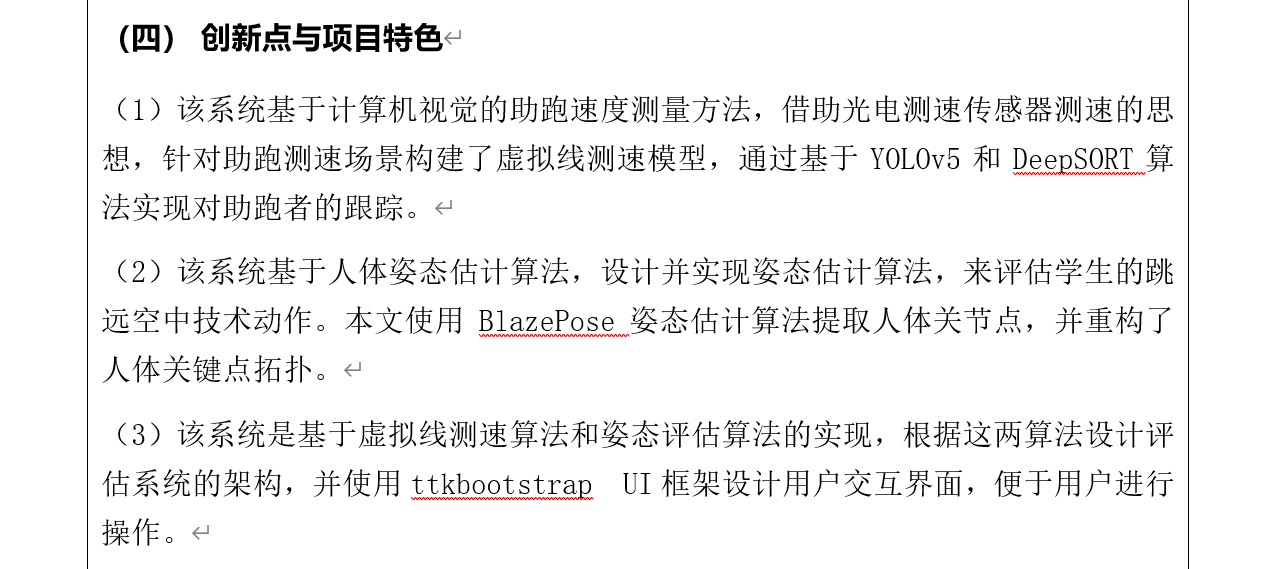 （四） 创新点与项目特色
（1）该系统基于计算机视觉的助跑速度测量方法，借助光电测速传感器测速的思
想，针对助跑测速场景构建了虚拟线测速模型，通过基于 YOLOv5 和 DeepSORT 算
法实现对助跑者的跟踪。
（2）该系统基于人体姿态估计算法，设计并实现姿态估计算法，来评估学生的跳
远空中技术动作。本文使用 BlazePose 姿态估计算法提取人体关节点，并重构了
人体关键点拓扑。
（3）该系统是基于虚拟线测速算法和姿态评估算法的实现，根据这两算法设计评
估系统的架构，并使用 ttkbootstrap UI 框架设计用户交互界面，便于用户进行
操作。